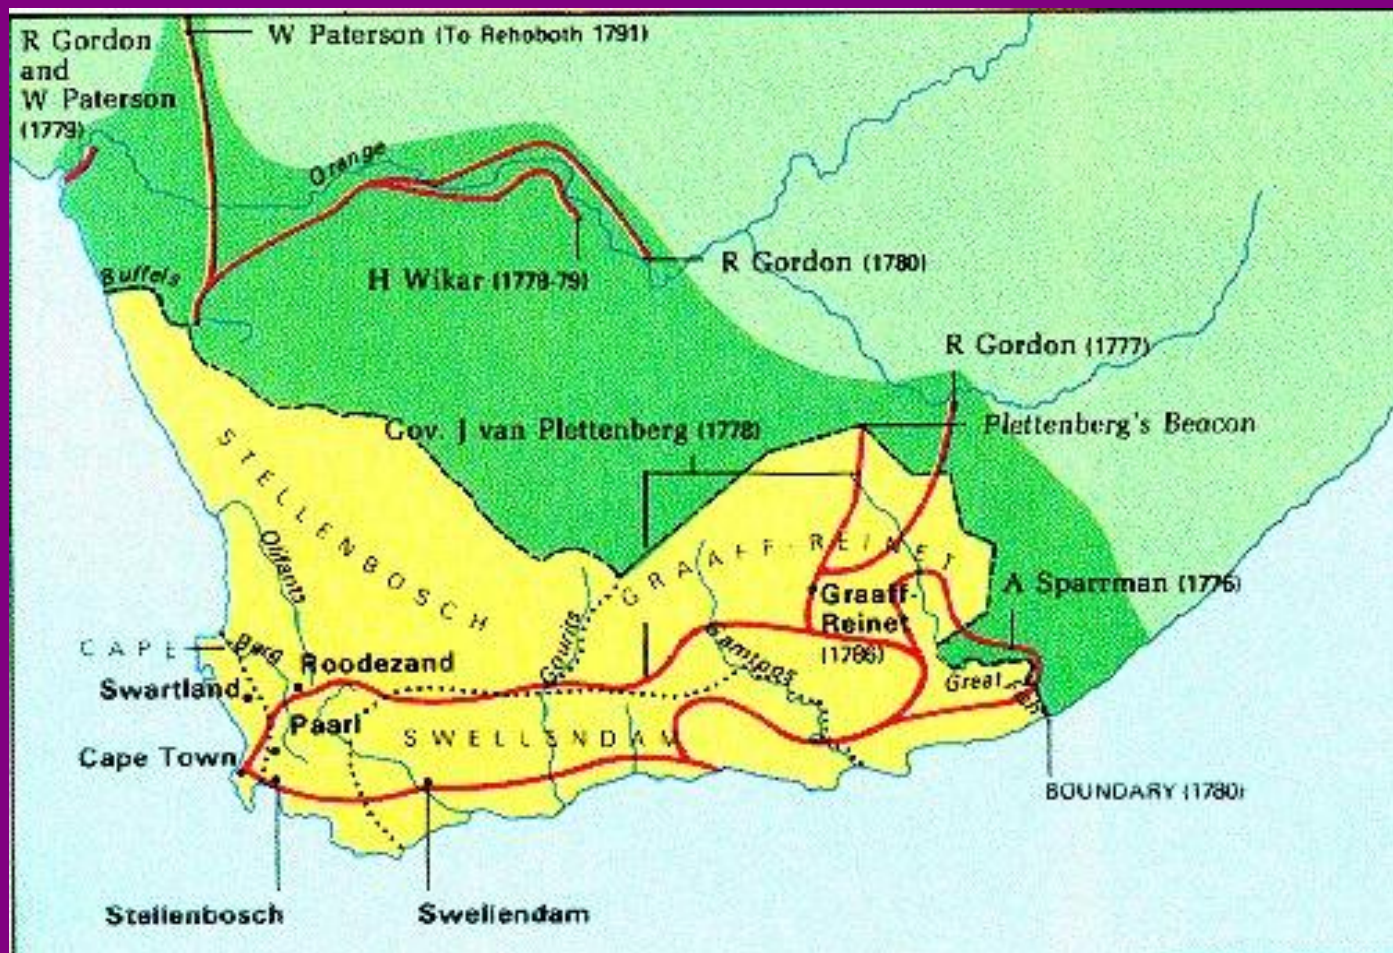 R Gordon
and
W Paterson
(1779)
W Paterson (To Rehoboth 1791)
Orange
Buffels
H Wikar (1778-79)
R Gordon (1780)
R Gordon (1777)
Gov. J van Plettenberg (1778)
Plettenberg's Beacon
STELLENBOSCH
GRAAFF-REINET
A Sparrman (1776)
Olifants
Graaff-
Reinet
(1786)
CAPE
Berg
Roodezand
Gourits
Gamtoos
Swartland
Great Fish
Paarl
SWELLENDAM
Cape Town
BOUNDARY (1780)
Stellenbosch
Swellendam